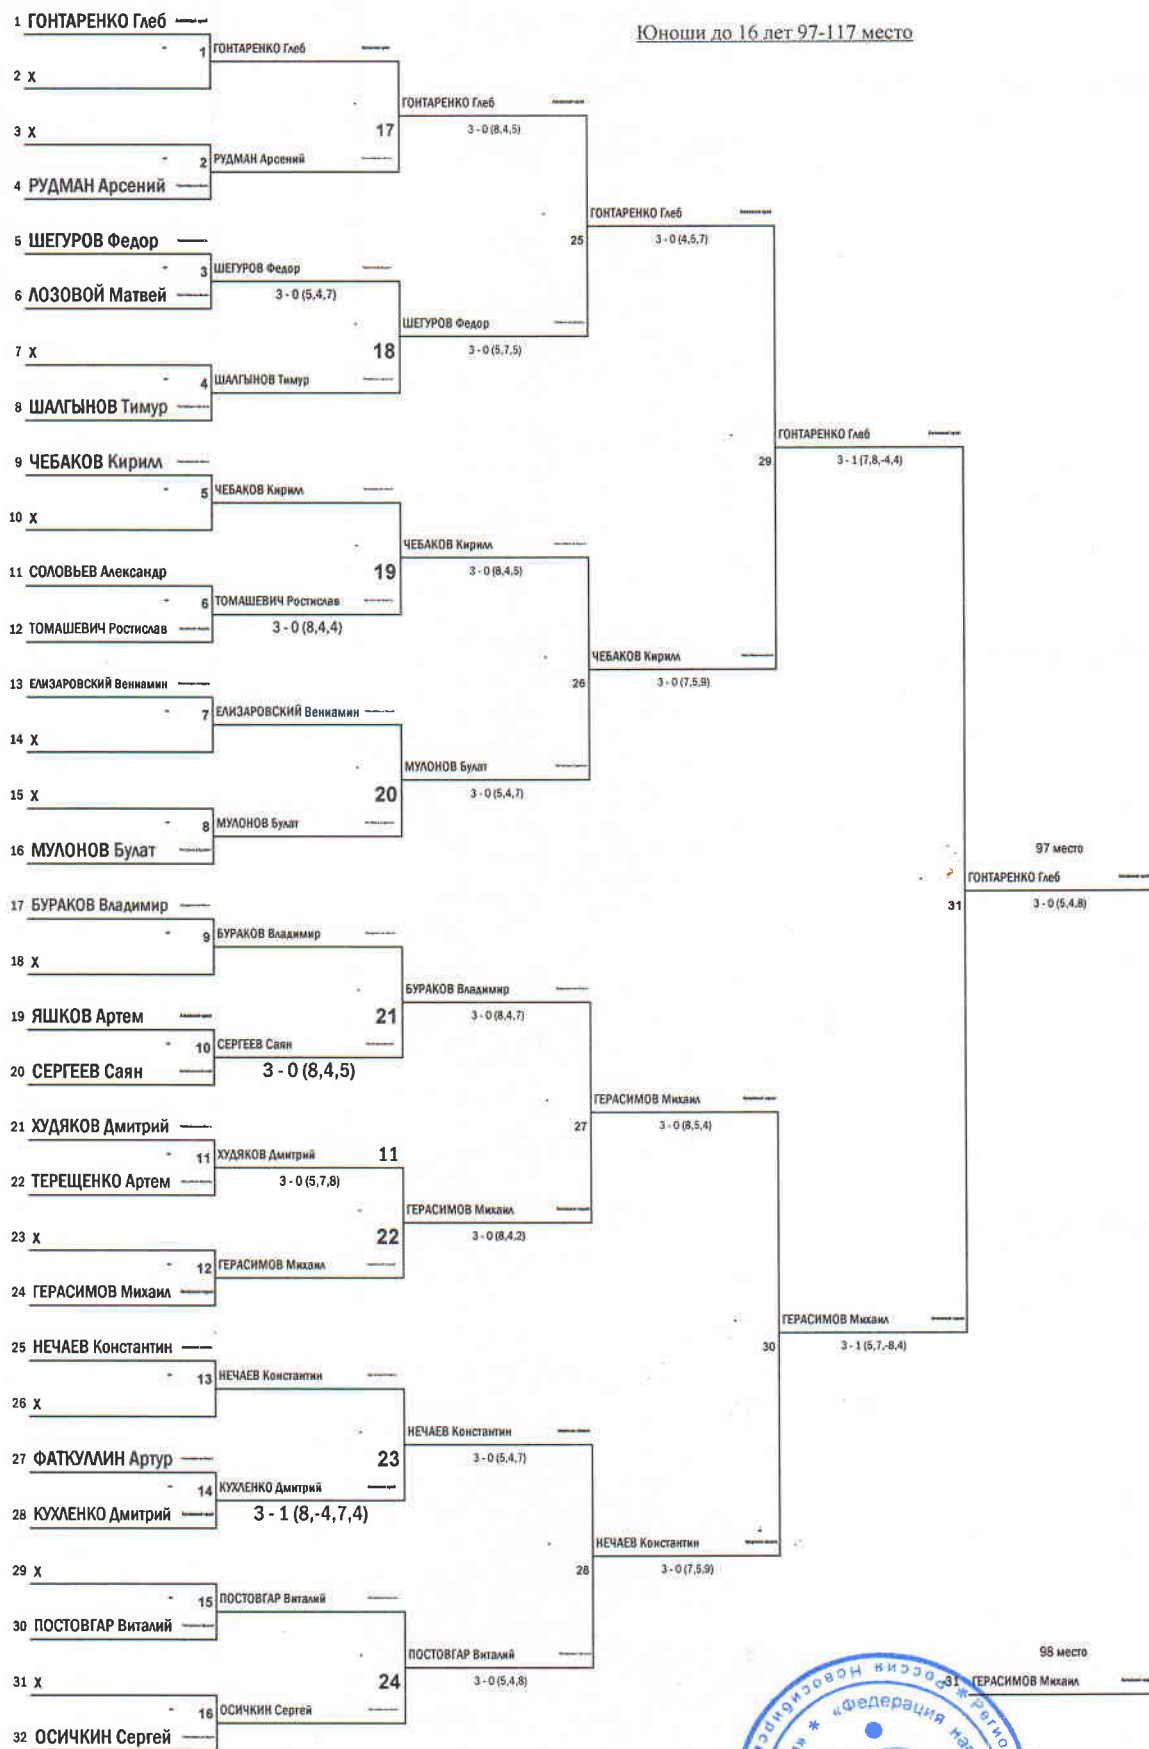 Юноши до 16 лет 97-117 место
1 ГОНТАРЕНКО Глеб
- 1 ГОНТАРЕНКО Глеб
2 X
ГОНТАРЕНКО Глеб
17 3 - 0 (8,4,5)
3 X
- 2 РУДМАН Арсений
4 РУДМАН Арсений
ГОНТАРЕНКО Глеб
25 3 - 0 (4,5,7)
5 ШЕГУРОВ Федор
- 3 ШЕГУРОВ Федор
6 ЛОЗОВОЙ Матвей 3 - 0 (5,4,7)
ШЕГУРОВ Федор
18 3 - 0 (5,7,5)
7 X
- 4 ШАЛГЫНОВ Тимур
8 ШАЛГЫНОВ Тимур
ГОНТАРЕНКО Глеб
29 3 - 1 (7,8,-4,4)
9 ЧЕБАКОВ Кирилл
- 5 ЧЕБАКОВ Кирилл
10 X
ЧЕБАКОВ Кирилл
19 3 - 0 (8,4,5)
11 СОЛОВЬЕВ Александр
- 6 ТОМАШЕВИЧ Ростислав
12 ТОМАШЕВИЧ Ростислав 3 - 0 (8,4,4)
ЧЕБАКОВ Кирилл
26 3 - 0 (7,5,9)
13 ЕЛИЗАРОВСКИЙ Вениамин
- 7 ЕЛИЗАРОВСКИЙ Вениамин
14 X
МУЛОНОВ Булат
20 3 - 0 (5,4,7)
15 X
- 8 МУЛОНОВ Булат
16 МУЛОНОВ Булат
97 место
ГОНТАРЕНКО Глеб
31 3 - 0 (5,4,8)
17 БУРАКОВ Владимир
- 9 БУРАКОВ Владимир
18 X
БУРАКОВ Владимир
21 3 - 0 (8,4,7)
19 ЯШКОВ Артем
- 10 СЕРГЕЕВ Саян
20 СЕРГЕЕВ Саян 3 - 0 (8,4,5)
ГЕРАСИМОВ Михаил
27 3 - 0 (8,5,4)
21 ХУДЯКОВ Дмитрий
- 11 ХУДЯКОВ Дмитрий 11
22 ТЕРЕЩЕНКО Артем 3 - 0 (5,7,8)
ГЕРАСИМОВ Михаил
22 3 - 0 (8,4,2)
23 X
- 12 ГЕРАСИМОВ Михаил
24 ГЕРАСИМОВ Михаил
ГЕРАСИМОВ Михаил
30 3 - 1 (5,7,-8,4)
25 НЕЧАЕВ Константин
- 13 НЕЧАЕВ Константин
26 X
НЕЧАЕВ Константин
23 3 - 0 (5,4,7)
27 ФАТКУЛЛИН Артур
- 14 КУХЛЕНКО Дмитрий
28 КУХЛЕНКО Дмитрий 3 - 1 (8,-4,7,4)
НЕЧАЕВ Константин
28 3 - 0 (7,5,9)
29 X
- 15 ПОСТОВГАР Виталий
30 ПОСТОВГАР Виталий
ПОСТОВГАР Виталий
24 3 - 0 (5,4,8)
31 X
- 16 ОСИЧКИН Сергей
32 ОСИЧКИН Сергей
98 место
31 ГЕРАСИМОВ Михаил
Россия
«Федерация